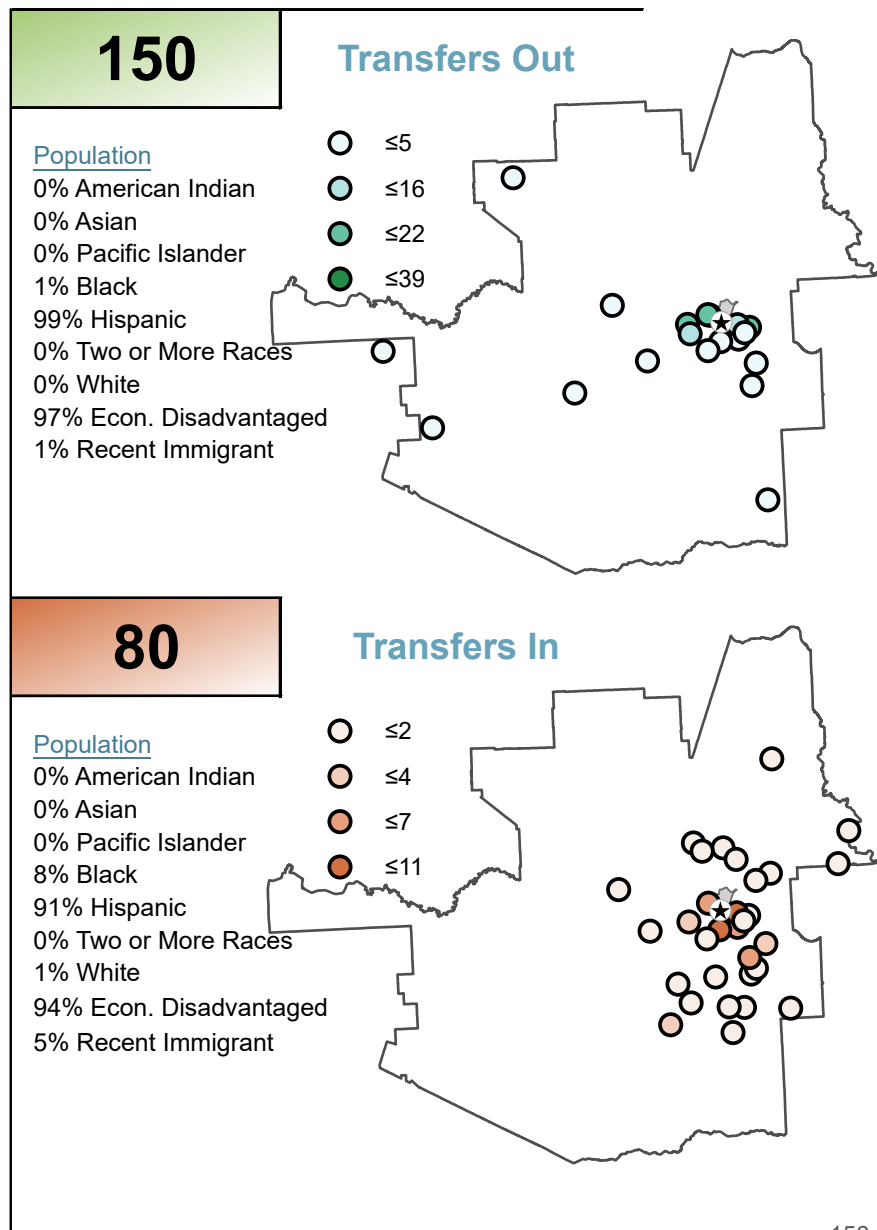 150
Transfers Out
Population
0% American Indian
0% Asian
0% Pacific Islander
1% Black
99% Hispanic
0% Two or More Races
0% White
97% Econ. Disadvantaged
1% Recent Immigrant
≤5
≤16
≤22
≤39
80
Transfers In
Population
0% American Indian
0% Asian
0% Pacific Islander
8% Black
91% Hispanic
0% Two or More Races
1% White
94% Econ. Disadvantaged
5% Recent Immigrant
≤2
≤4
≤7
≤11